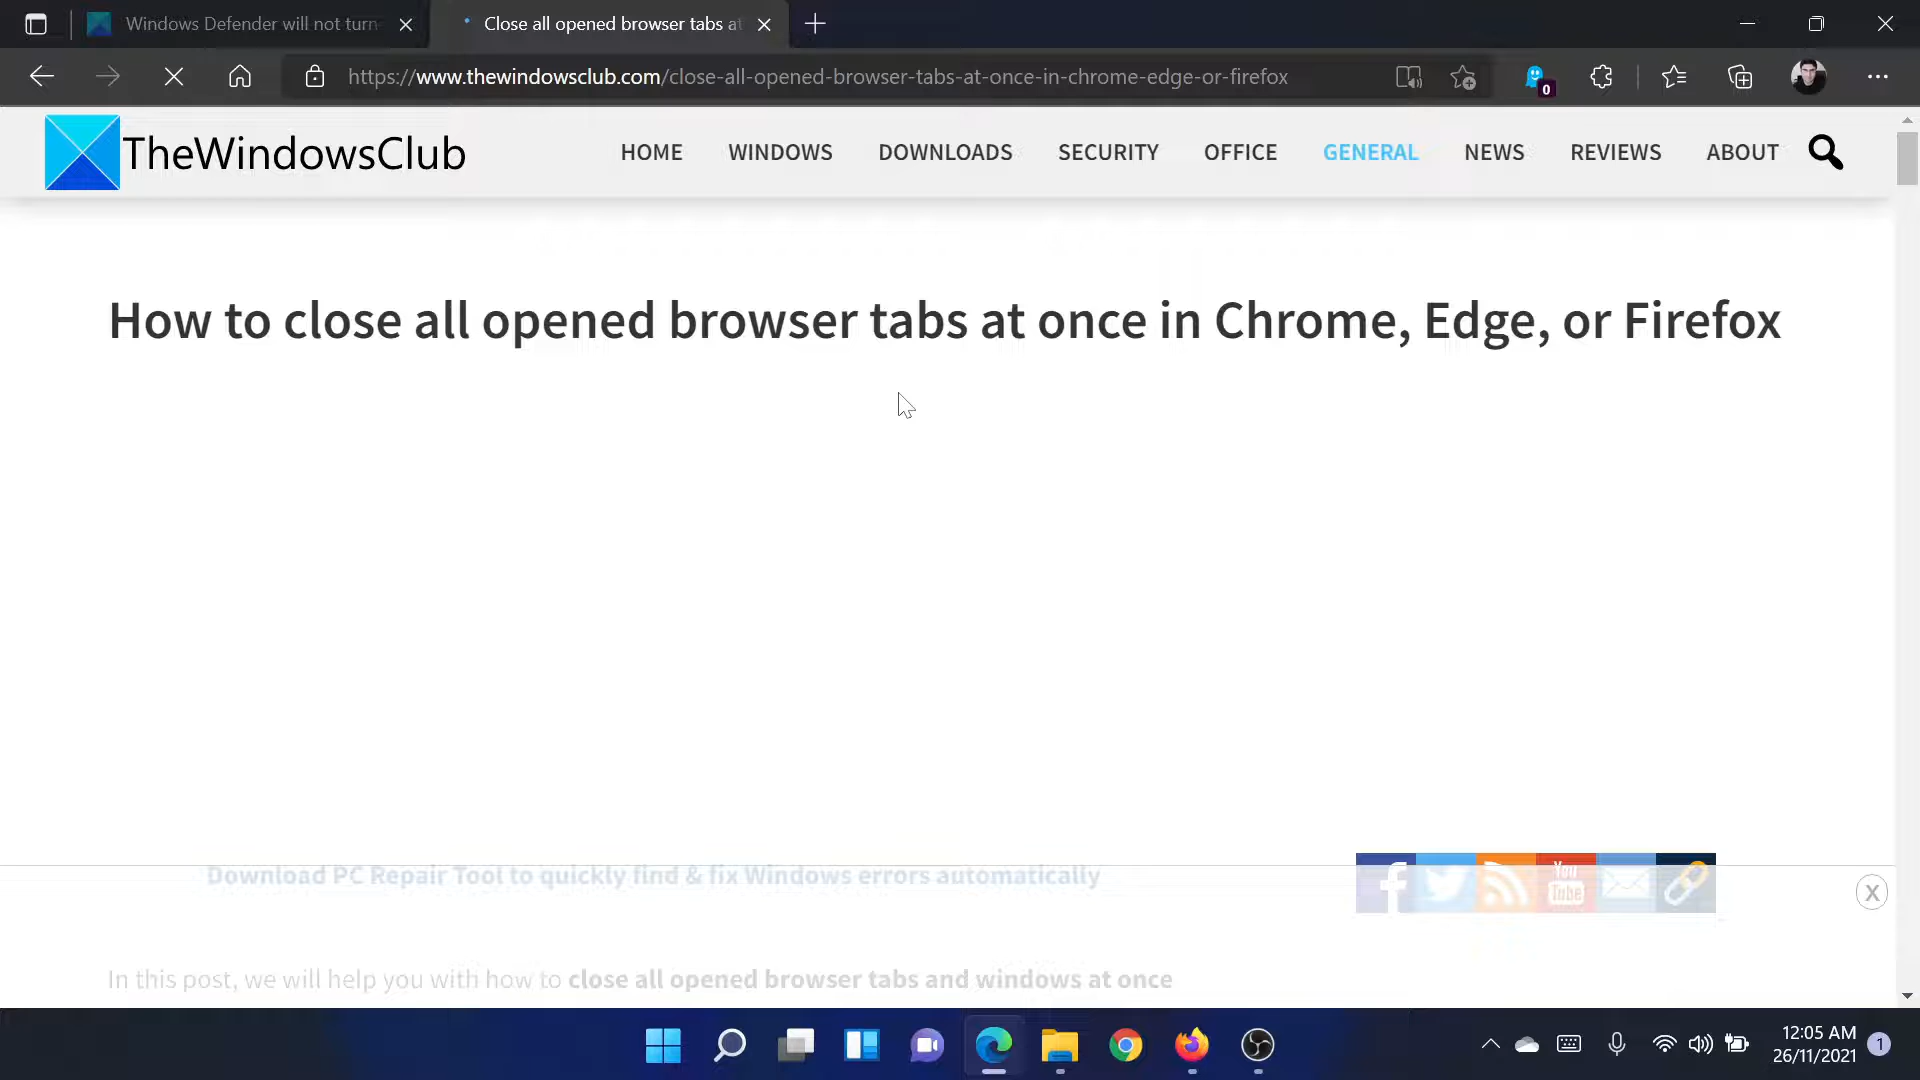 Windows Defender will not turn
Close all opened browser tabs at
https://www.thewindowsclub.com/close-all-opened-browser-tabs-at-once-in-chrome-edge-or-firefox
0
TheWindowsClub
HOME
WINDOWS
DOWNLOADS
SECURITY
OFFICE
GENERAL
NEWS
REVIEWS
ABOUT
How to close all opened browser tabs at once in Chrome, Edge, or Firefox
Download PC Repair Tool to quickly find & fix Windows errors automatically
You
Tube
X
In this post, we will help you with how to close all opened browser tabs and windows at once
12:05 AM
26/11/2021
1